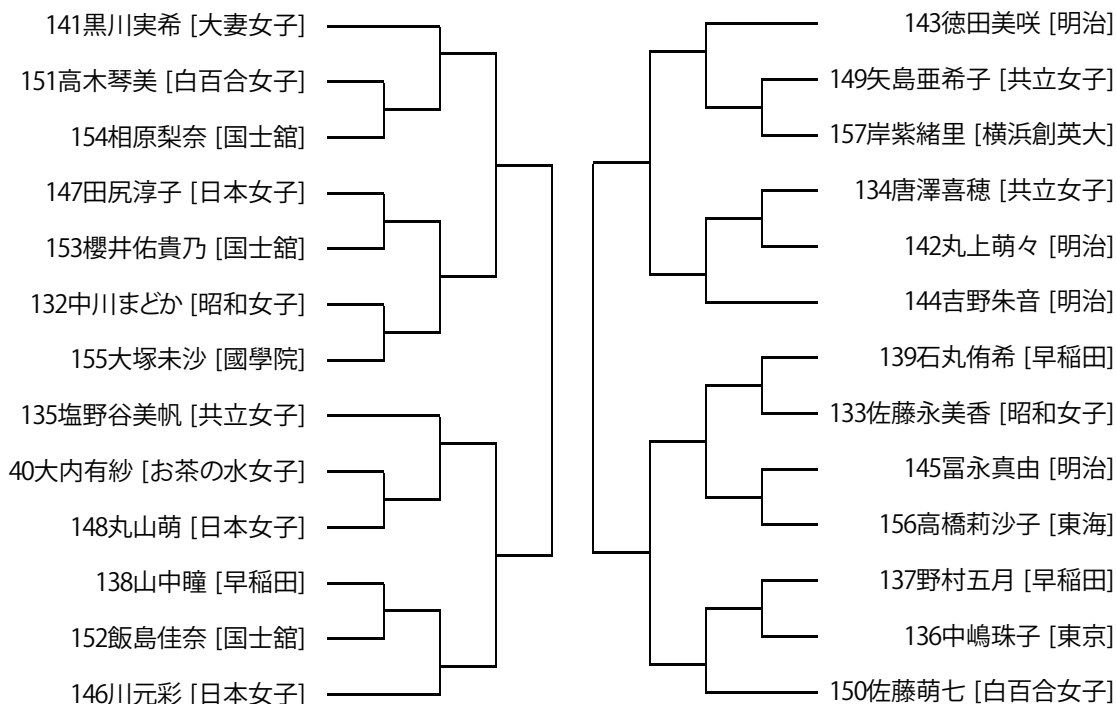 141黒川実希 [大妻女子]
151高木琴美 [白百合女子]
154相原梨奈 [国士舘]
147田尻淳子 [日本女子]
153櫻井佑貴乃 [国士舘]
132中川まどか [昭和女子]
155大塚未沙 [國學院]
135塩野谷美帆 [共立女子]
40大内有紗 [お茶の水女子]
148丸山萌 [日本女子]
138山中瞳 [早稲田]
152飯島佳奈 [国士舘]
146川元彩 [日本女子]
143徳田美咲 [明治]
149矢島亜希子 [共立女子]
157岸紫緒里 [横浜創英大]
134唐澤喜穂 [共立女子]
142丸上萌々 [明治]
144吉野朱音 [明治]
139石丸侑希 [早稲田]
133佐藤永美香 [昭和女子]
145冨永真由 [明治]
156高橋莉沙子 [東海]
137野村五月 [早稲田]
136中嶋珠子 [東京]
150佐藤萌七 [白百合女子]